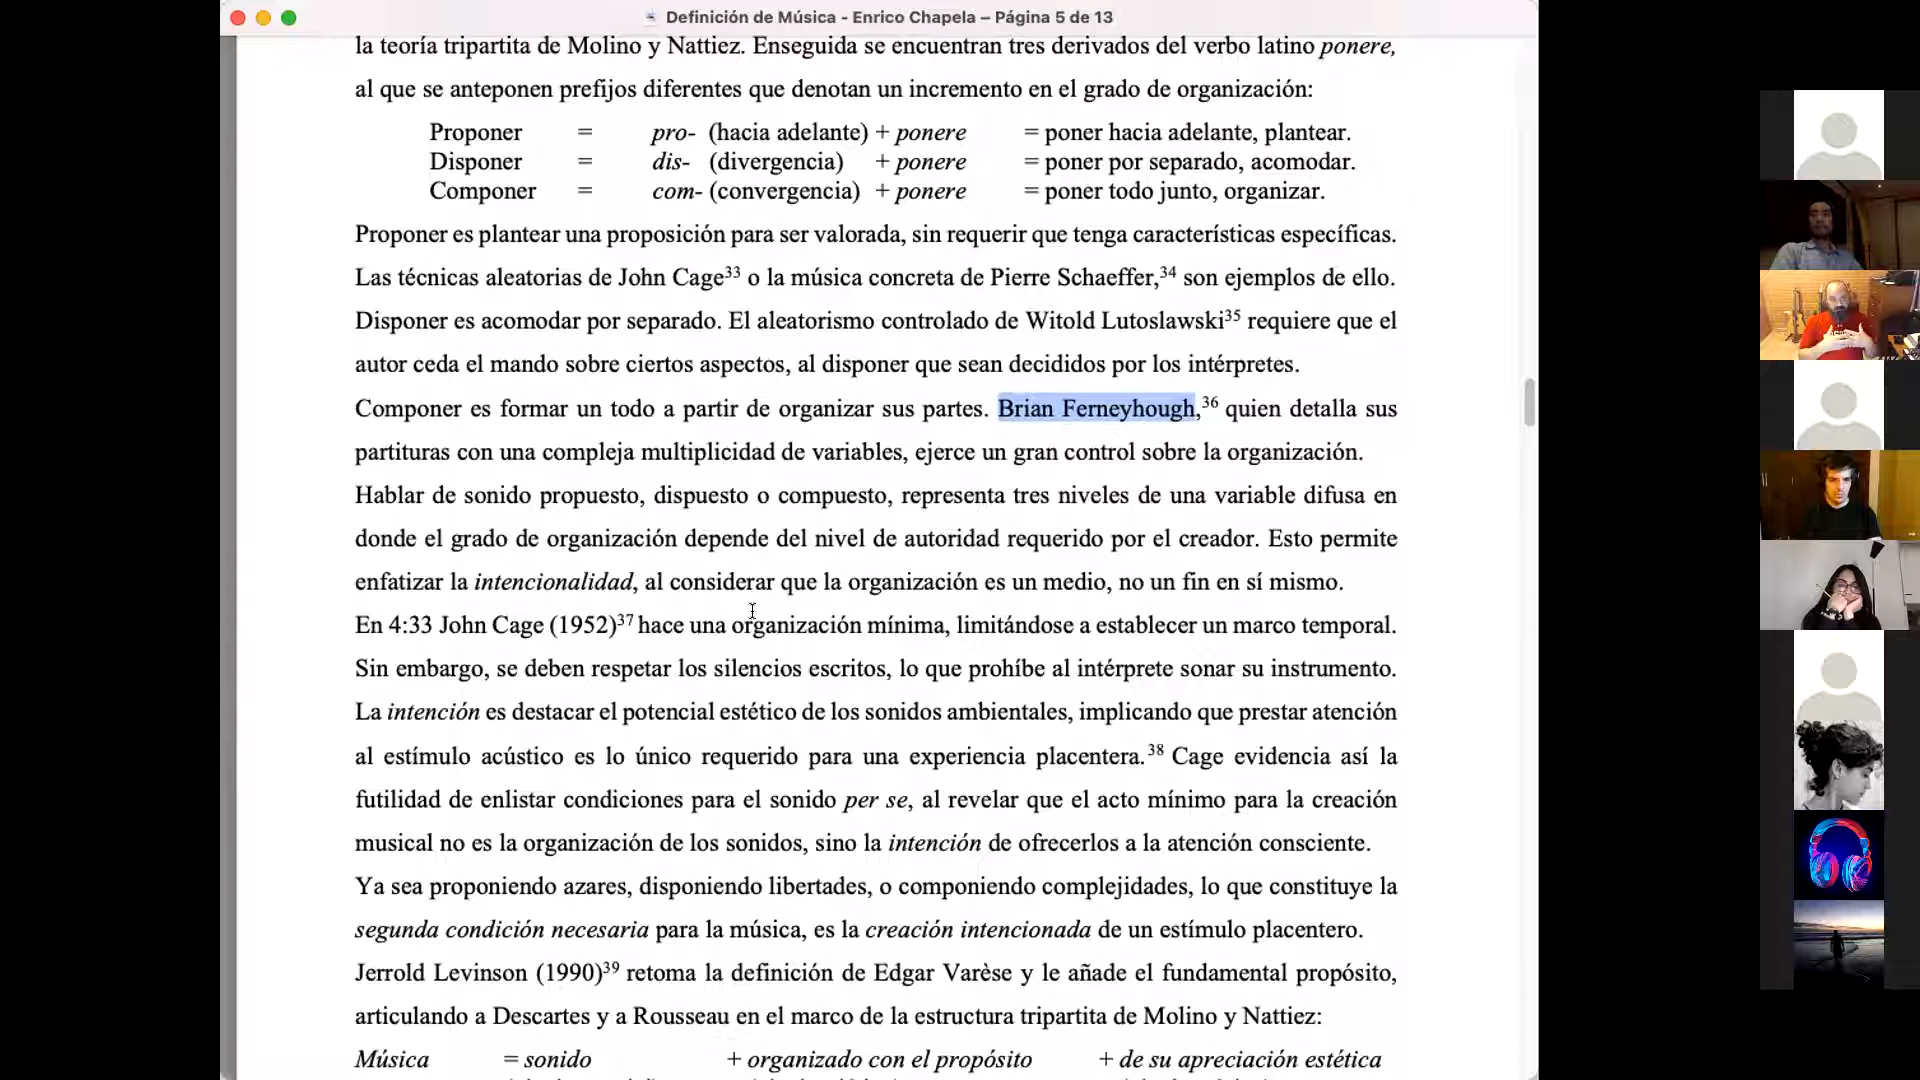 Definición de Música - Enrico Chapela – Página 5 de 13
la teoría tripartita de Molino y Nattiez. Enseguida se encuentran tres derivados del verbo latino ponere,
al que se anteponen prefijos diferentes que denotan un incremento en el grado de organización:
Proponer = pro- (hacia adelante) + ponere = poner hacia adelante, plantear.
Disponer = dis- (divergencia) + ponere = poner por separado, acomodar.
Componer = com- (convergencia) + ponere = poner todo junto, organizar.
Proponer es plantear una proposición para ser valorada, sin requerir que tenga características específicas.
Las técnicas aleatorias de John Cage³³ o la música concreta de Pierre Schaeffer,³⁴ son ejemplos de ello.
Disponer es acomodar por separado. El aleatorismo controlado de Witold Lutoslawski³⁵ requiere que el
autor ceda el mando sobre ciertos aspectos, al disponer que sean decididos por los intérpretes.
Componer es formar un todo a partir de organizar sus partes. Brian Ferneyhough,³⁶ quien detalla sus
partituras con una compleja multiplicidad de variables, ejerce un gran control sobre la organización.
Hablar de sonido propuesto, dispuesto o compuesto, representa tres niveles de una variable difusa en
donde el grado de organización depende del nivel de autoridad requerido por el creador. Esto permite
enfatizar la intencionalidad, al considerar que la organización es un medio, no un fin en sí mismo.
En 4:33 John Cage (1952)³⁷ hace una organización mínima, limitándose a establecer un marco temporal.
Sin embargo, se deben respetar los silencios escritos, lo que prohíbe al intérprete sonar su instrumento.
La intención es destacar el potencial estético de los sonidos ambientales, implicando que prestar atención
al estímulo acústico es lo único requerido para una experiencia placentera.³⁸ Cage evidencia así la
futilidad de enlistar condiciones para el sonido per se, al revelar que el acto mínimo para la creación
musical no es la organización de los sonidos, sino la intención de ofrecerlos a la atención consciente.
Ya sea proponiendo azares, disponiendo libertades, o componiendo complejidades, lo que constituye la
segunda condición necesaria para la música, es la creación intencionada de un estímulo placentero.
Jerrold Levinson (1990)³⁹ retoma la definición de Edgar Varèse y le añade el fundamental propósito,
articulando a Descartes y a Rousseau en el marco de la estructura tripartita de Molino y Nattiez:
Música = sonido + organizado con el propósito + de su apreciación estética